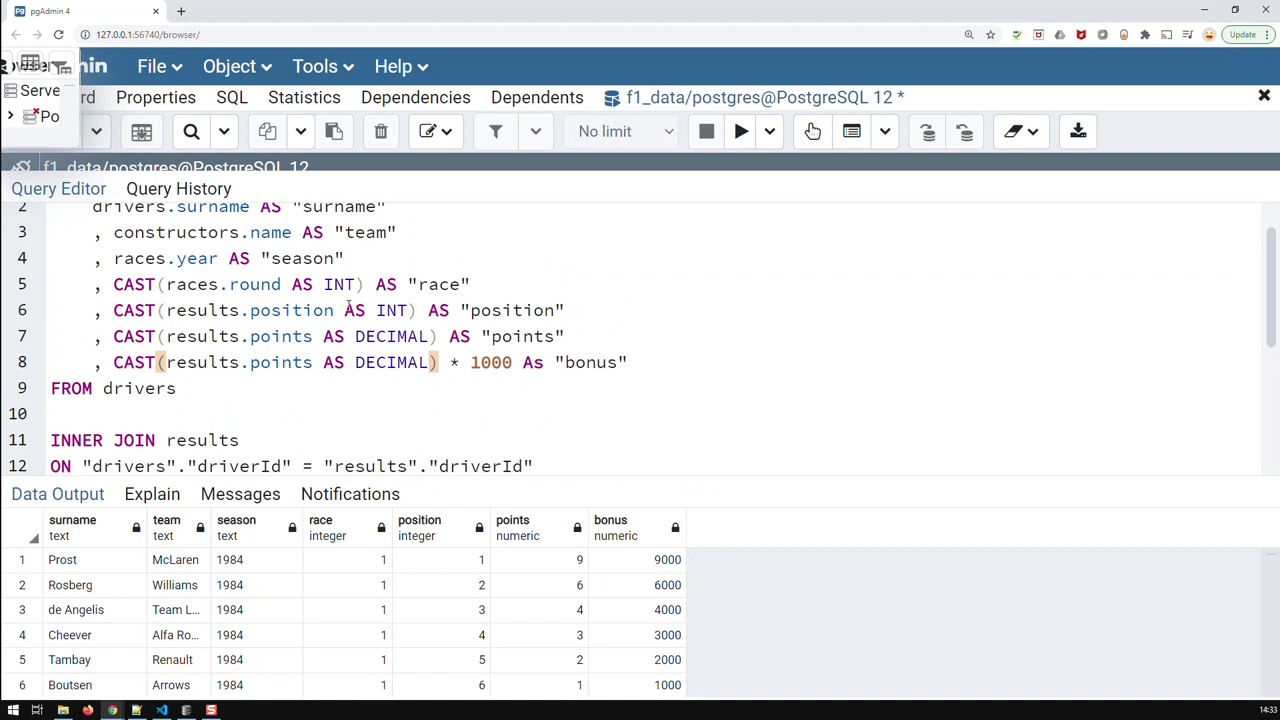 pgAdmin 4
127.0.0.1:56740/browser/
Update
min
File Object Tools Help
Serve
rd Properties SQL Statistics Dependencies Dependents f1_data/postgres@PostgreSQL 12 *
Po
No limit
f1_data/postgres@PostgreSQL 12
Query Editor Query History
2 drivers.surname AS "surname"
3 , constructors.name AS "team"
4 , races.year AS "season"
5 , CAST(races.round AS INT) AS "race"
6 , CAST(results.position AS INT) AS "position"
7 , CAST(results.points AS DECIMAL) AS "points"
8 , CAST(results.points AS DECIMAL) * 1000 As "bonus"
9 FROM drivers
10
11 INNER JOIN results
12 ON "drivers"."driverId" = "results"."driverId"
Data Output Explain Messages Notifications
surname team season race position points bonus
text text text integer integer numeric numeric
1 Prost McLaren 1984 1 1 9 9000
2 Rosberg Williams 1984 1 2 6 6000
3 de Angelis Team L... 1984 1 3 4 4000
4 Cheever Alfa Ro... 1984 1 4 3 3000
5 Tambay Renault 1984 1 5 2 2000
6 Boutsen Arrows 1984 1 6 1 1000
14:33